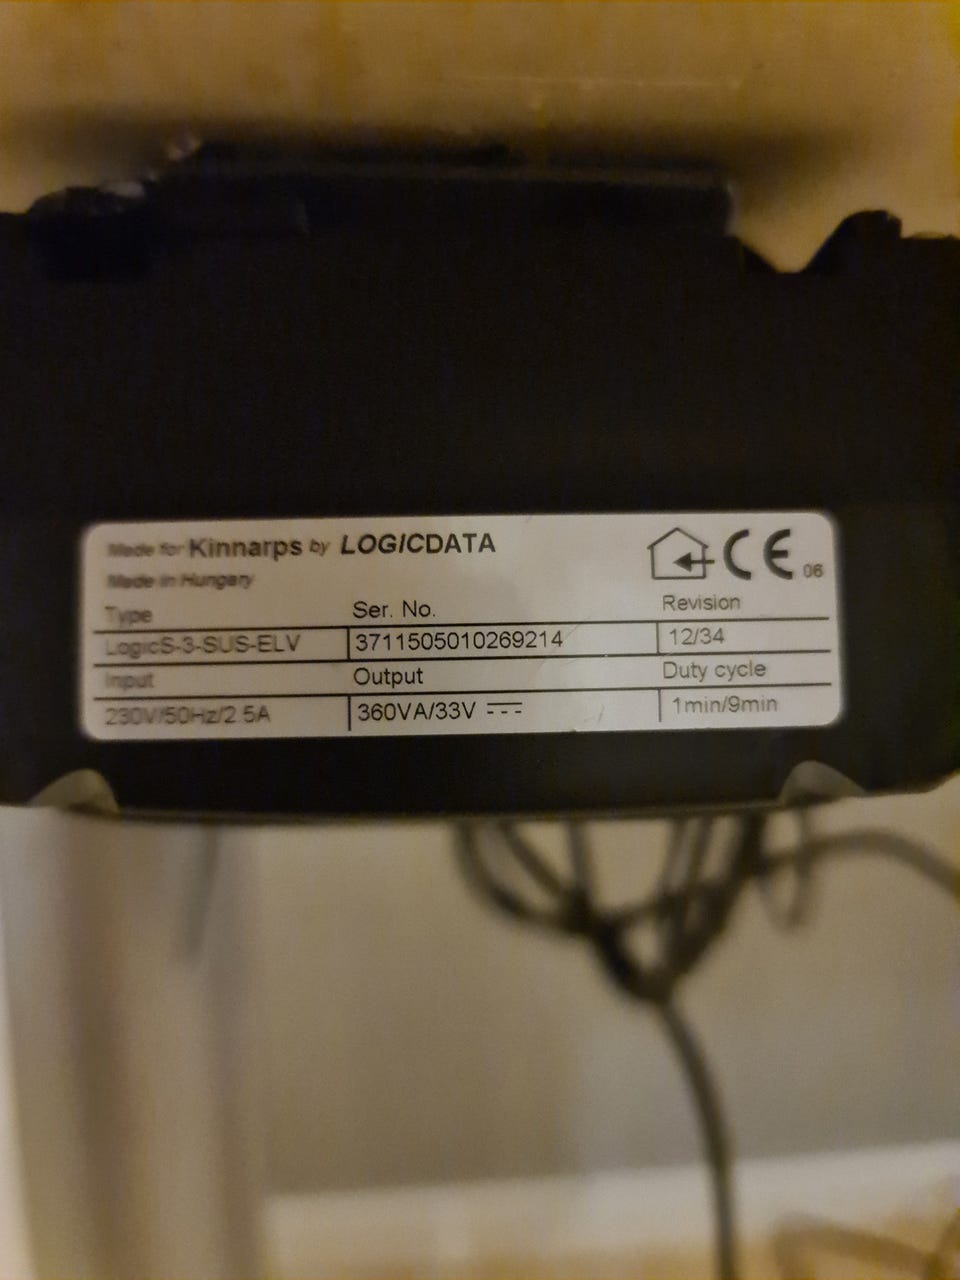 Made for Kinnarps by LOGICDATA
Made in Hungary
CE 06
Type Ser. No. Revision
LogicS-3-SUS-ELV 3711505010269214 12/34
Input Output Duty cycle
230V/50Hz/2.5A 360VA/33V 1min/9min